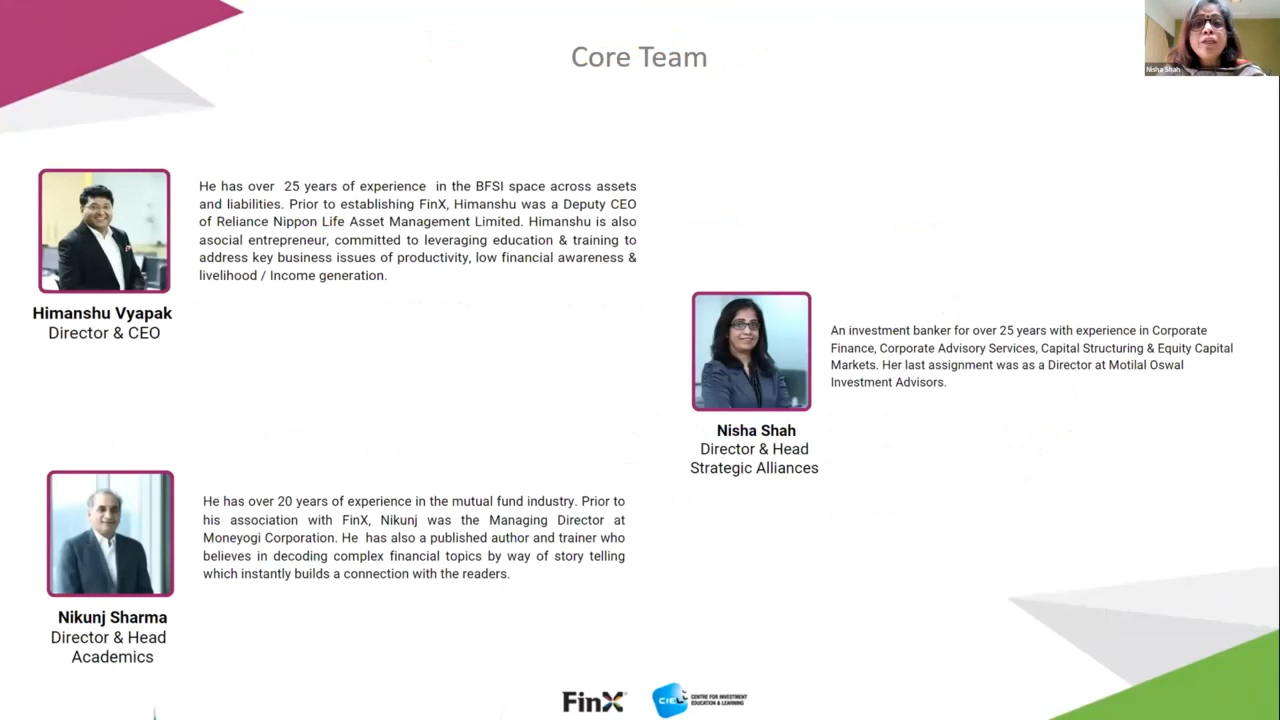 Core Team
Nisha Shah
He has over 25 years of experience in the BFSI space across assets
and liabilities. Prior to establishing FinX, Himanshu was a Deputy CEO
of Reliance Nippon Life Asset Management Limited. Himanshu is also
asocial entrepreneur, committed to leveraging education & training to
address key business issues of productivity, low financial awareness &
livelihood / Income generation.
Himanshu Vyapak
Director & CEO
An investment banker for over 25 years with experience in Corporate
Finance, Corporate Advisory Services, Capital Structuring & Equity Capital
Markets. Her last assignment was as a Director at Motilal Oswal
Investment Advisors.
Nisha Shah
Director & Head
Strategic Alliances
He has over 20 years of experience in the mutual fund industry. Prior to
his association with FinX, Nikunj was the Managing Director at
Moneyogi Corporation. He has also a published author and trainer who
believes in decoding complex financial topics by way of story telling
which instantly builds a connection with the readers.
Nikunj Sharma
Director & Head
Academics
FinX
CIEL
CENTRE FOR INVESTMENT
EDUCATION & LEARNING